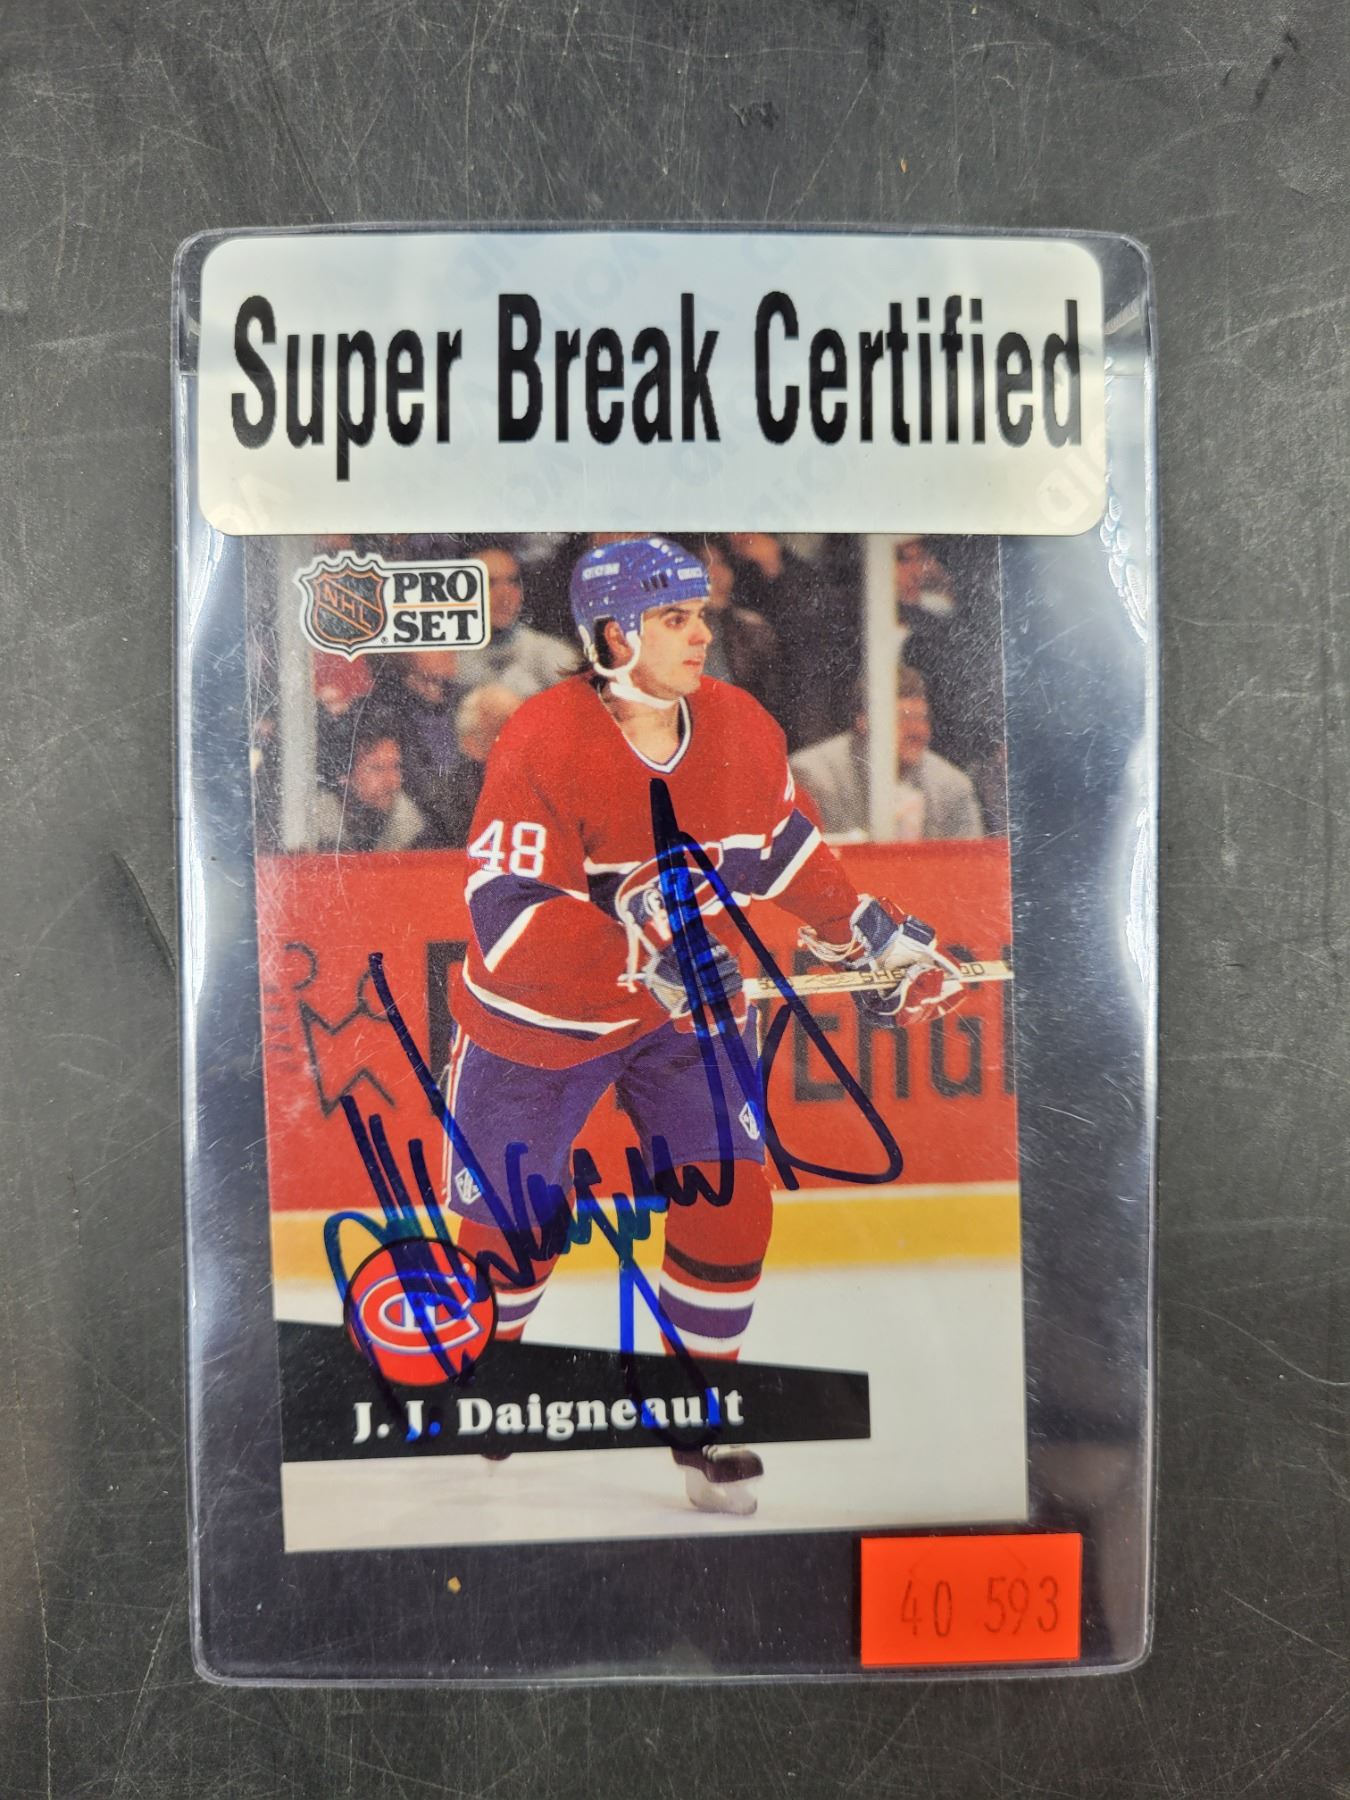 Super Break Certified
NHL
PRO
SET
48
J. J. Daigneault
40 593